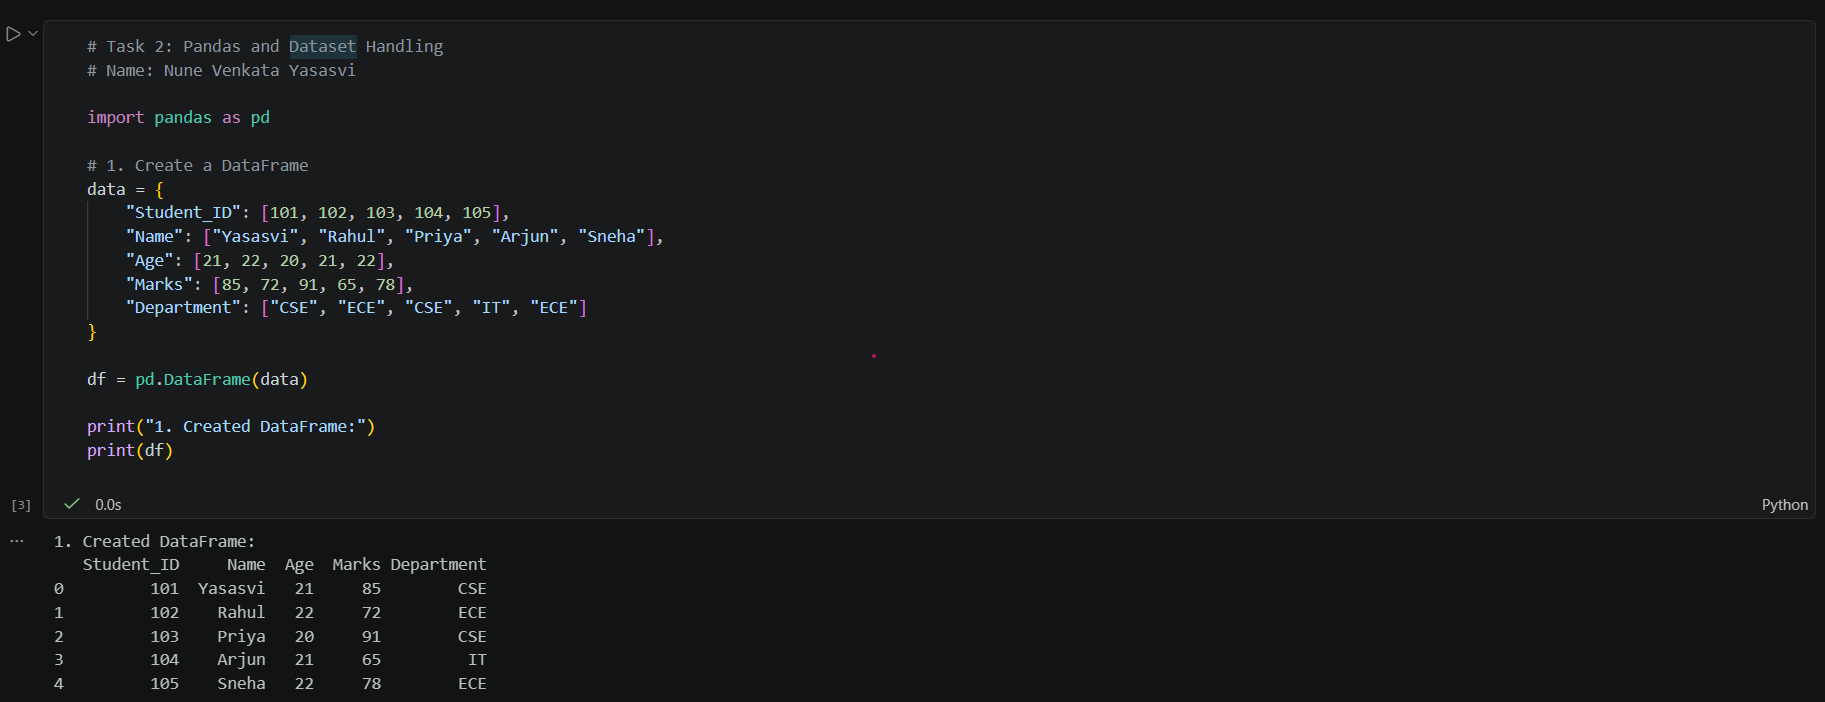 # Task 2: Pandas and Dataset Handling
# Name: Nune Venkata Yasasvi
import pandas as pd
# 1. Create a DataFrame
data = {
    "Student_ID": [101, 102, 103, 104, 105],
    "Name": ["Yasasvi", "Rahul", "Priya", "Arjun", "Sneha"],
    "Age": [21, 22, 20, 21, 22],
    "Marks": [85, 72, 91, 65, 78],
    "Department": ["CSE", "ECE", "CSE", "IT", "ECE"]
}
df = pd.DataFrame(data)
print("1. Created DataFrame:")
print(df)
[3] 0.0s Python
1. Created DataFrame:
   Student_ID     Name  Age  Marks Department
0         101  Yasasvi   21     85        CSE
1         102    Rahul   22     72        ECE
2         103    Priya   20     91        CSE
3         104    Arjun   21     65         IT
4         105    Sneha   22     78        ECE